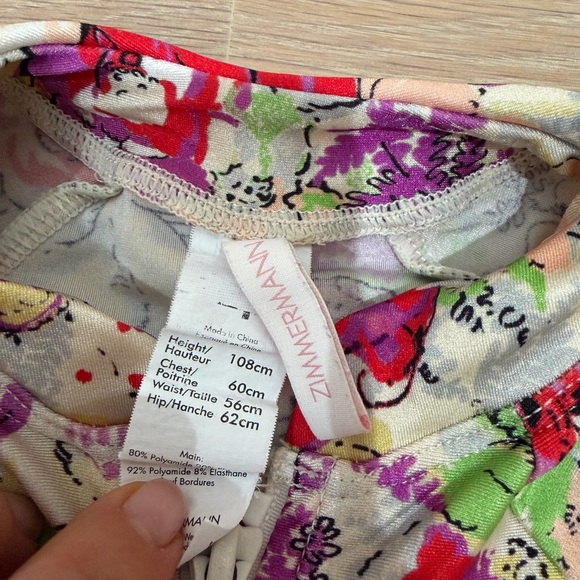 Made in China
Height/ 108cm
Hauteur
Chest/ 60cm
Poitrine
Waist/Taille 56cm
Hip/Hanche 62cm
Main:
80% Polyamide
92% Polyamide 8% Elasthane
of Bordures
ZIMMERMANN